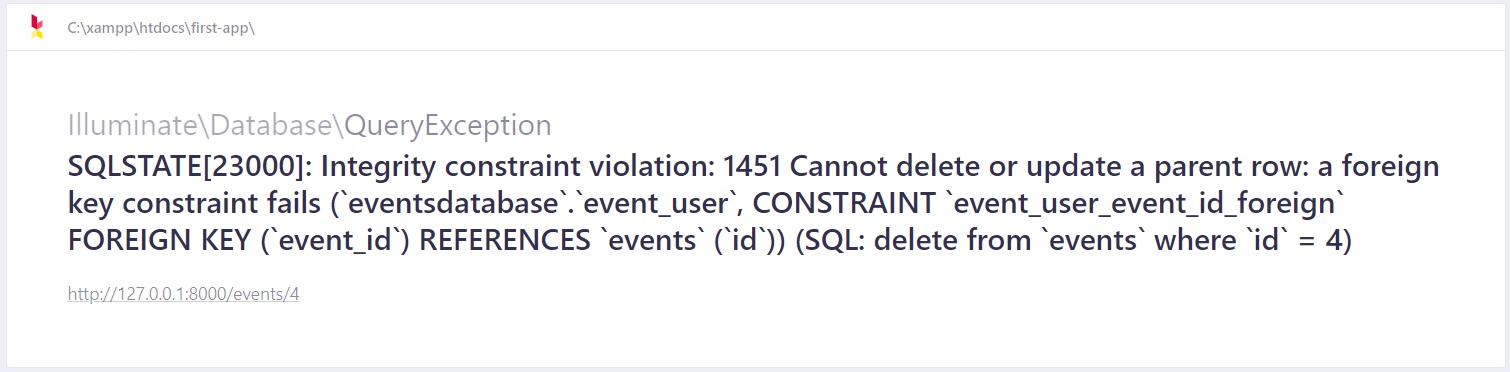 C:\xampp\htdocs\first-app\
Illuminate\Database\QueryException
SQLSTATE[23000]: Integrity constraint violation: 1451 Cannot delete or update a parent row: a foreign
key constraint fails (`eventsdatabase`.`event_user`, CONSTRAINT `event_user_event_id_foreign`
FOREIGN KEY (`event_id`) REFERENCES `events` (`id`)) (SQL: delete from `events` where `id` = 4)
http://127.0.0.1:8000/events/4